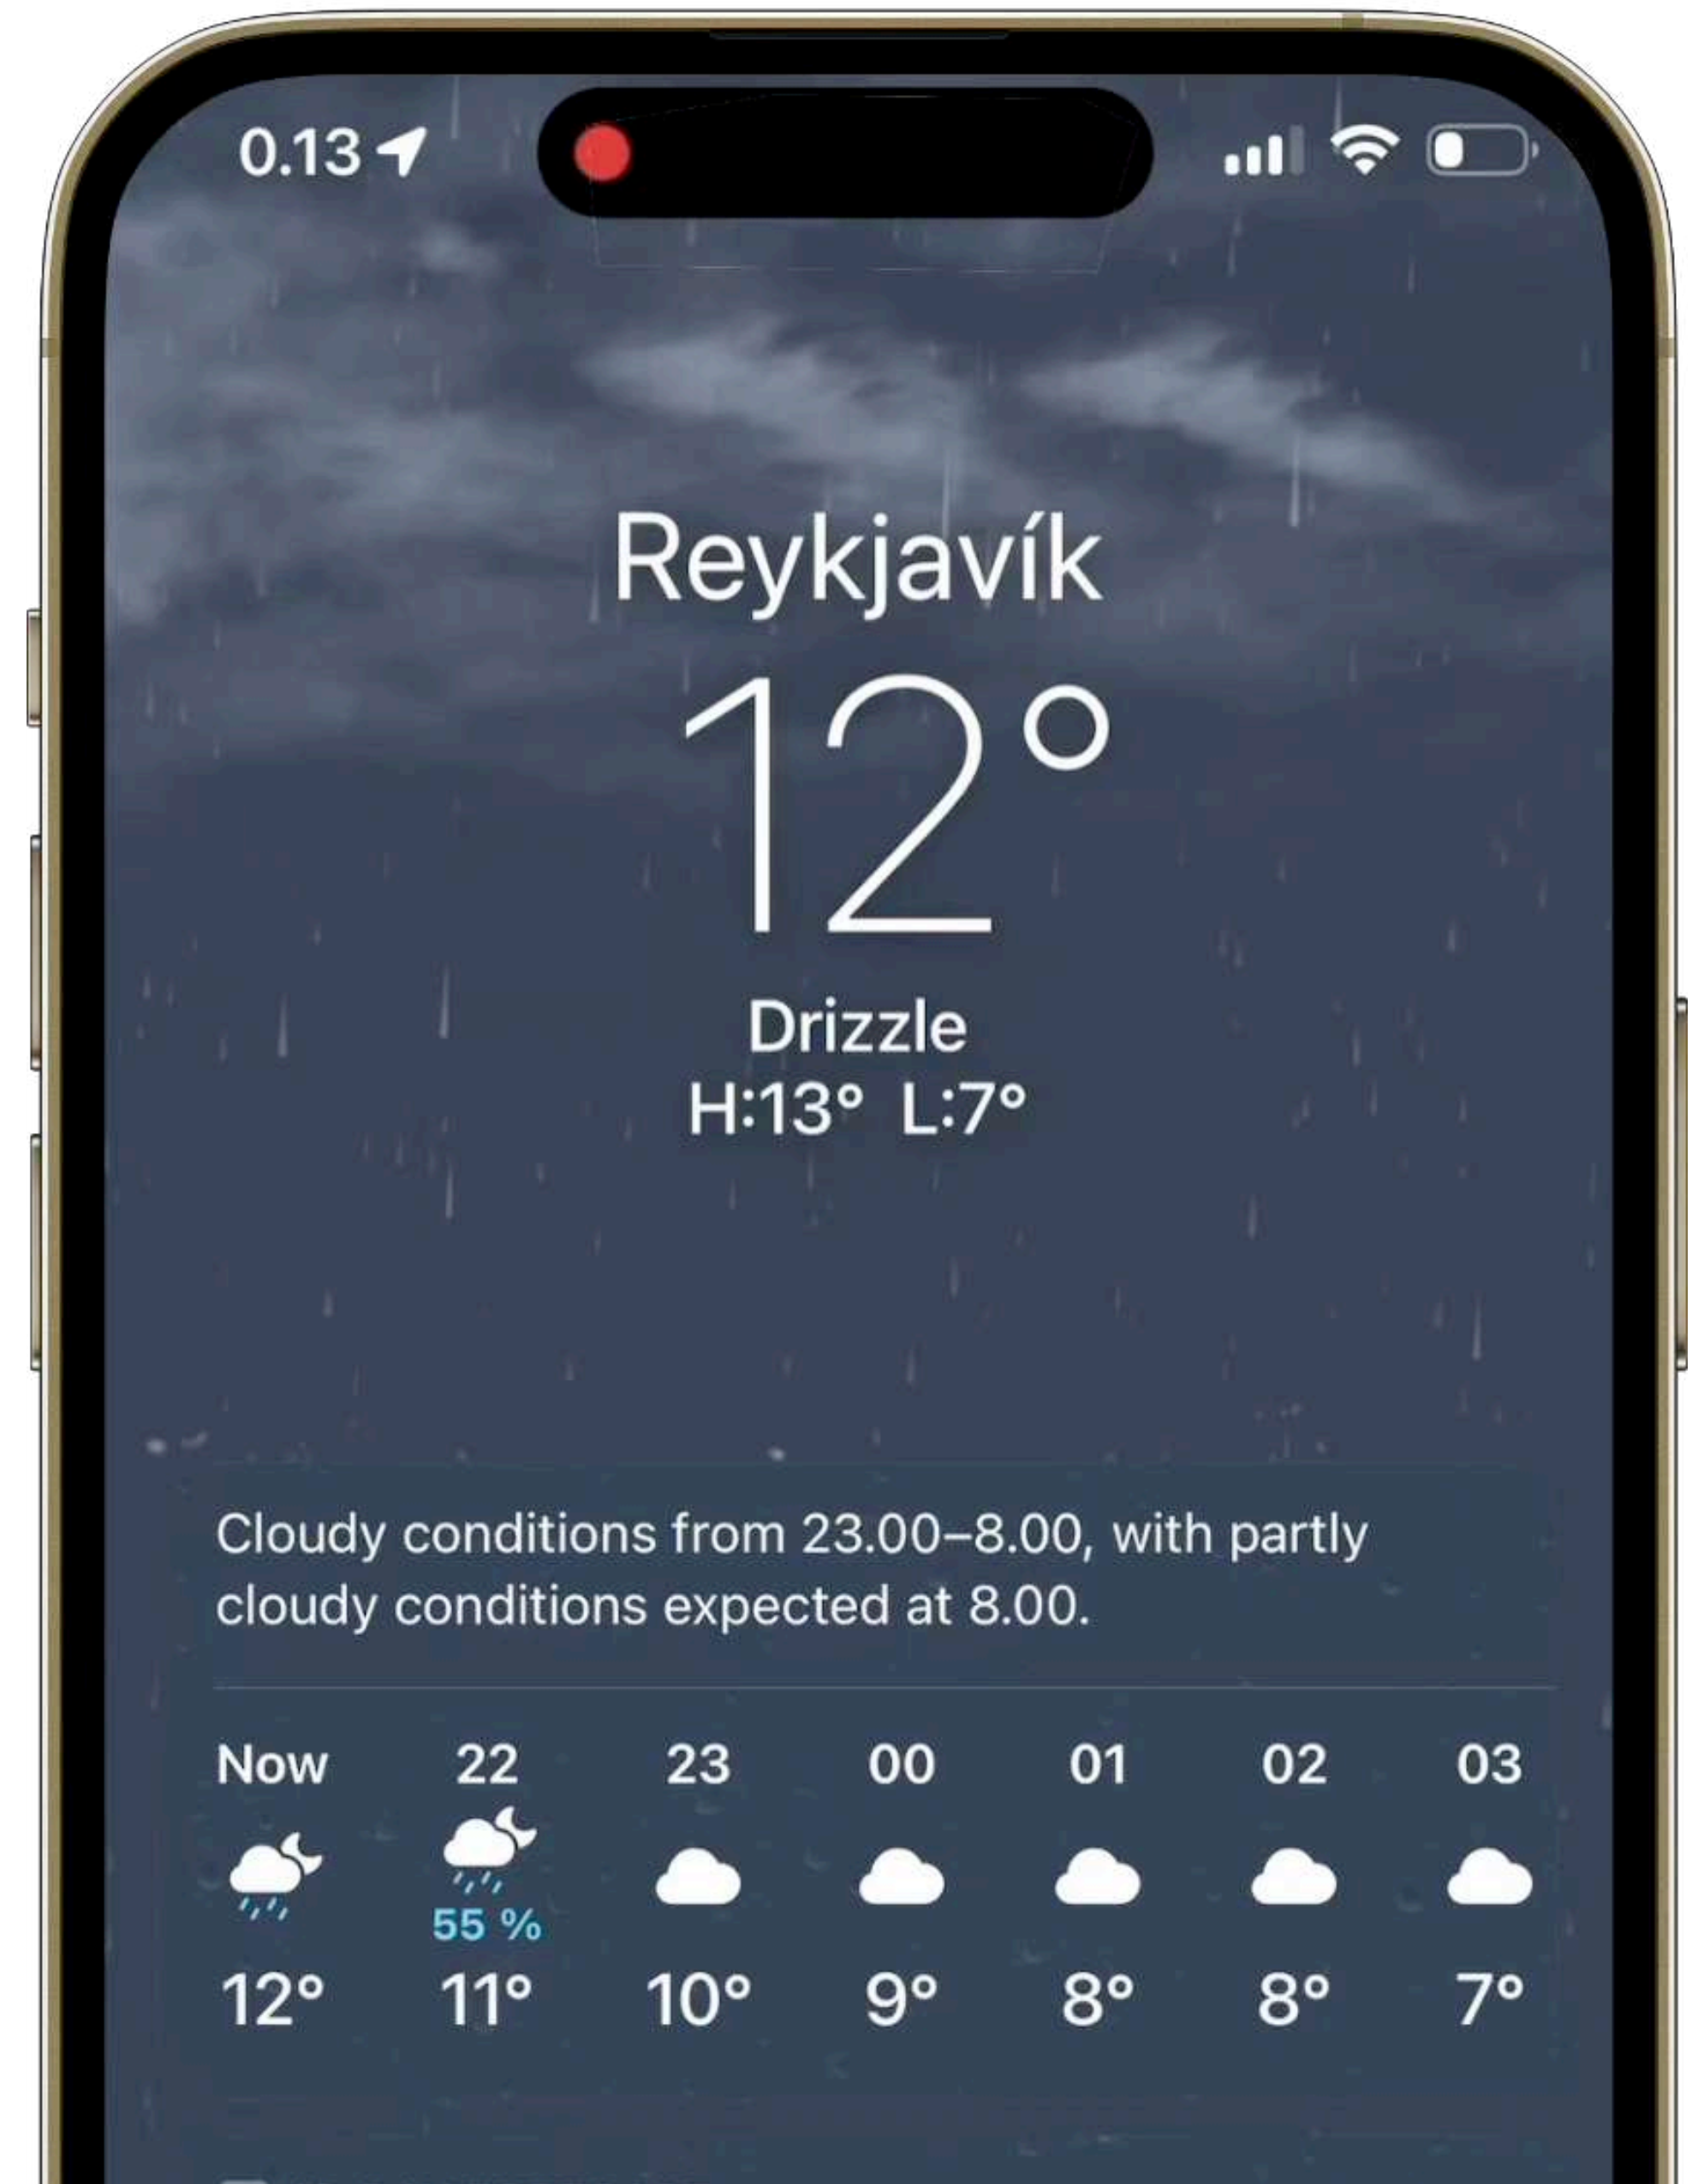 0.13
Reykjavík
12°
Drizzle
H:13° L:7°
Cloudy conditions from 23.00–8.00, with partly
cloudy conditions expected at 8.00.
Now 22 23 00 01 02 03
55 %
12° 11° 10° 9° 8° 8° 7°